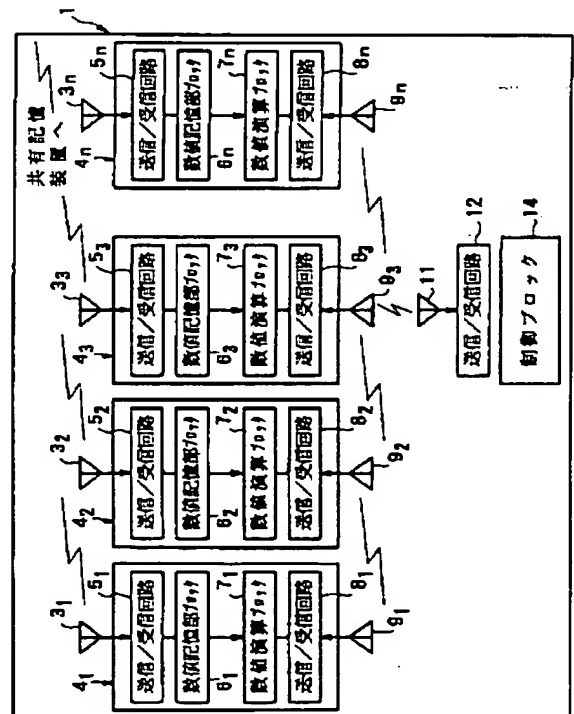 1
共有記憶
装置へ
3₁
4₁
5₁
送信/受信回路
数値記憶部ブロック
6₁
7₁
数値演算ブロック
送信/受信回路
8₁
9₁
3₂
4₂
5₂
送信/受信回路
数値記憶部ブロック
6₂
7₂
数値演算ブロック
送信/受信回路
8₂
9₂
3₃
4₃
5₃
送信/受信回路
数値記憶部ブロック
6₃
7₃
数値演算ブロック
送信/受信回路
8₃
9₃
3n
4n
5n
送信/受信回路
数値記憶部ブロック
6n
7n
数値演算ブロック
送信/受信回路
8n
9n
11
12
送信/受信回路
14
制御ブロック